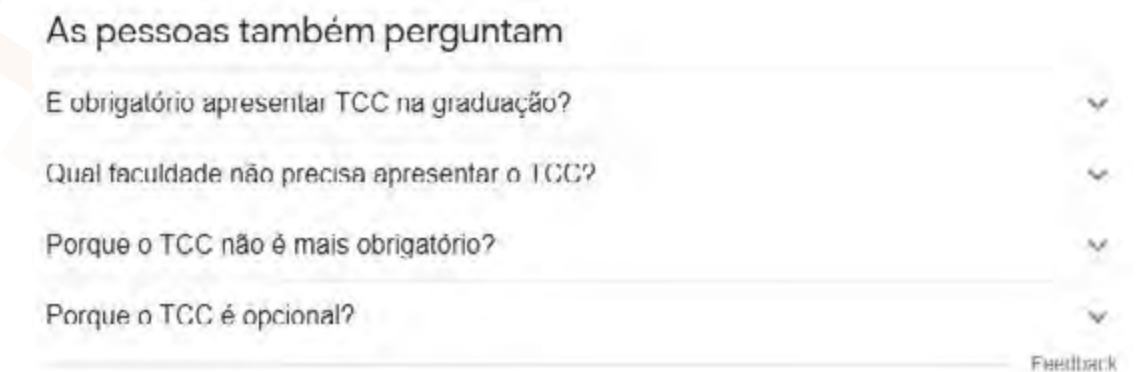 As pessoas também perguntam
E obrigatório apresentar TCC na graduação?
Qual faculdade não precisa apresentar o TCC?
Porque o TCC não é mais obrigatório?
Porque o TCC é opcional?
Feedback